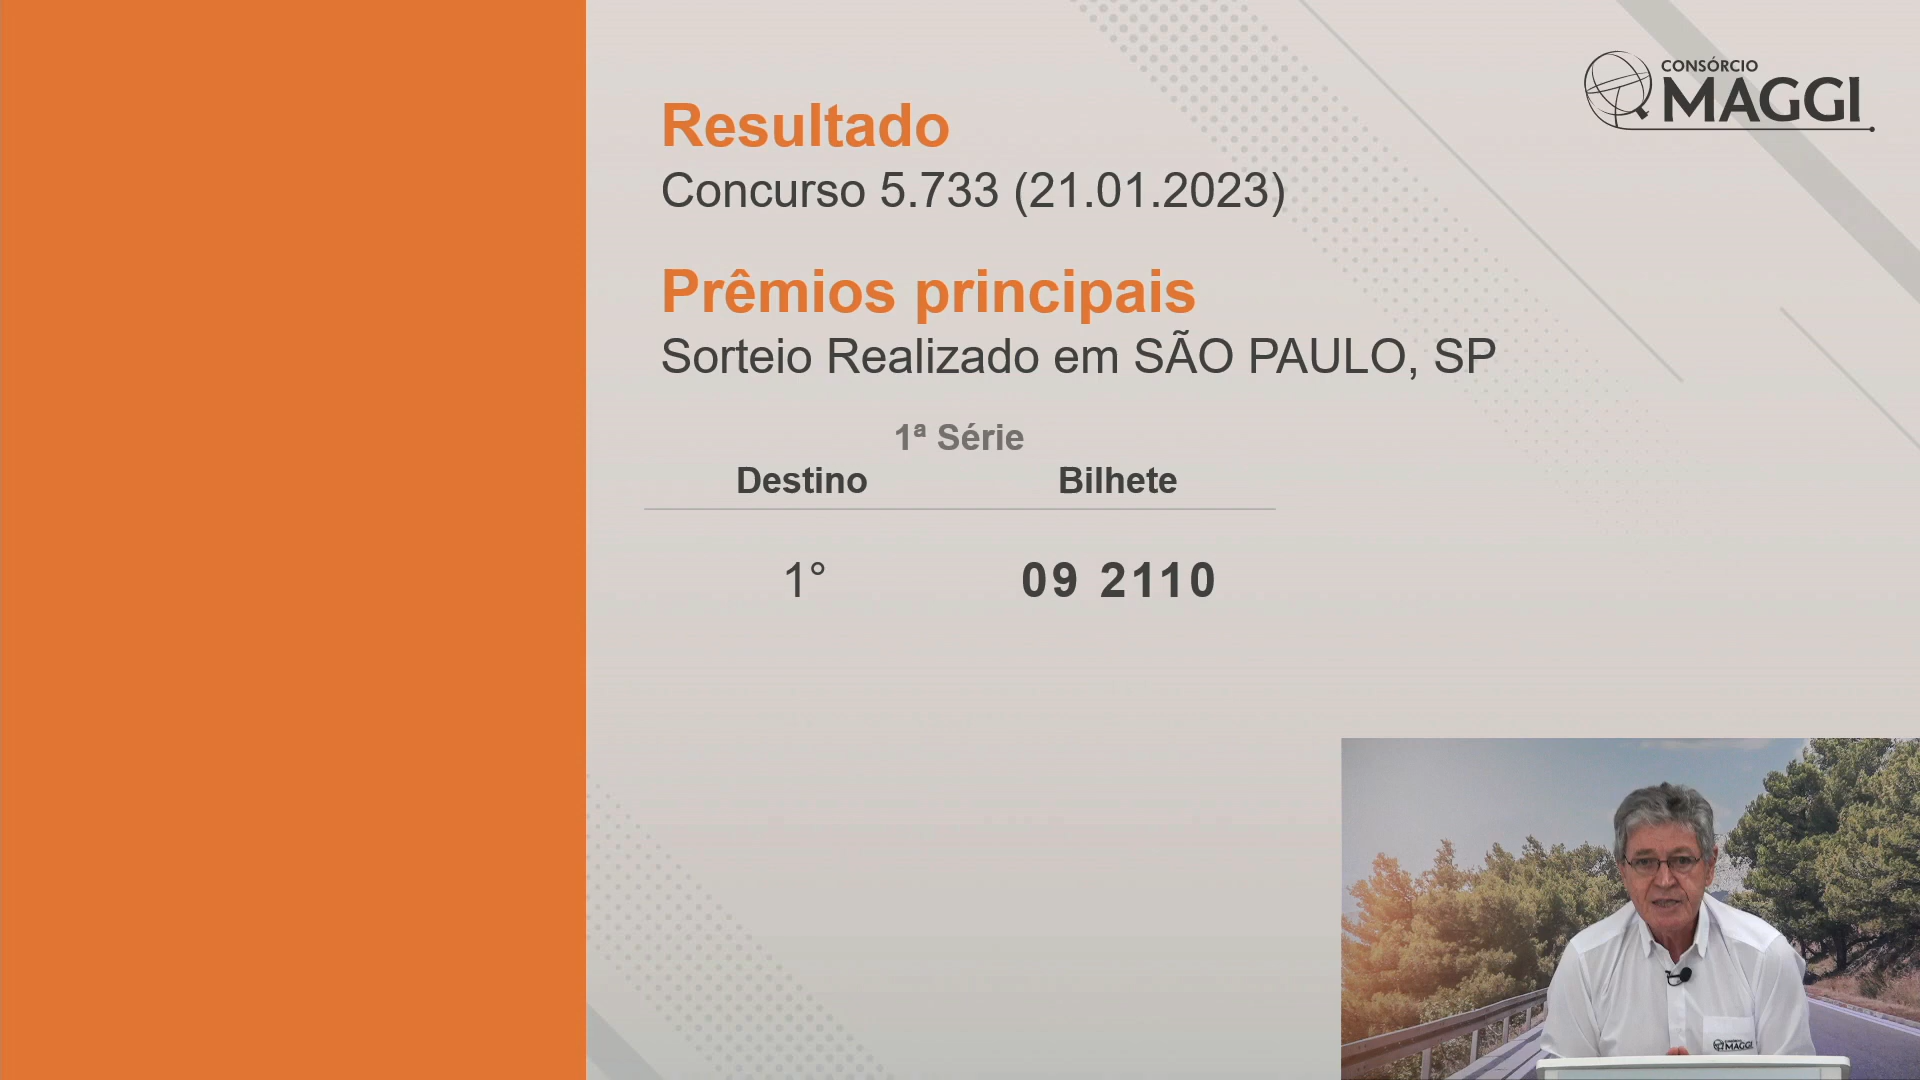 CONSÓRCIO
MAGGI
Resultado
Concurso 5.733 (21.01.2023)
Prêmios principais
Sorteio Realizado em SÃO PAULO, SP
1ª Série
Destino Bilhete
1° 09 2110
MAGGI